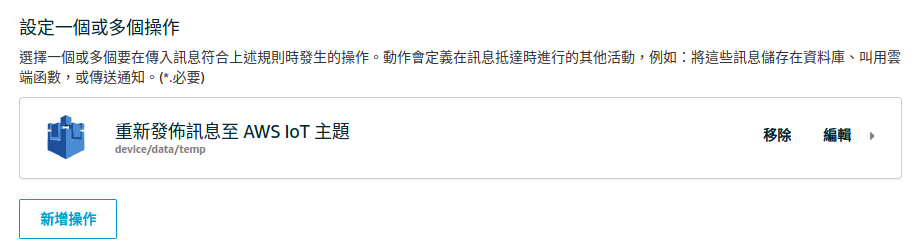 設定一個或多個操作
選擇一個或多個要在傳入訊息符合上述規則時發生的操作。動作會定義在訊息抵達時進行的其他活動，例如：將這些訊息儲存在資料庫、叫用雲
端函數，或傳送通知。(*.必要)
重新發佈訊息至 AWS IoT 主題
device/data/temp
移除 編輯
新增操作